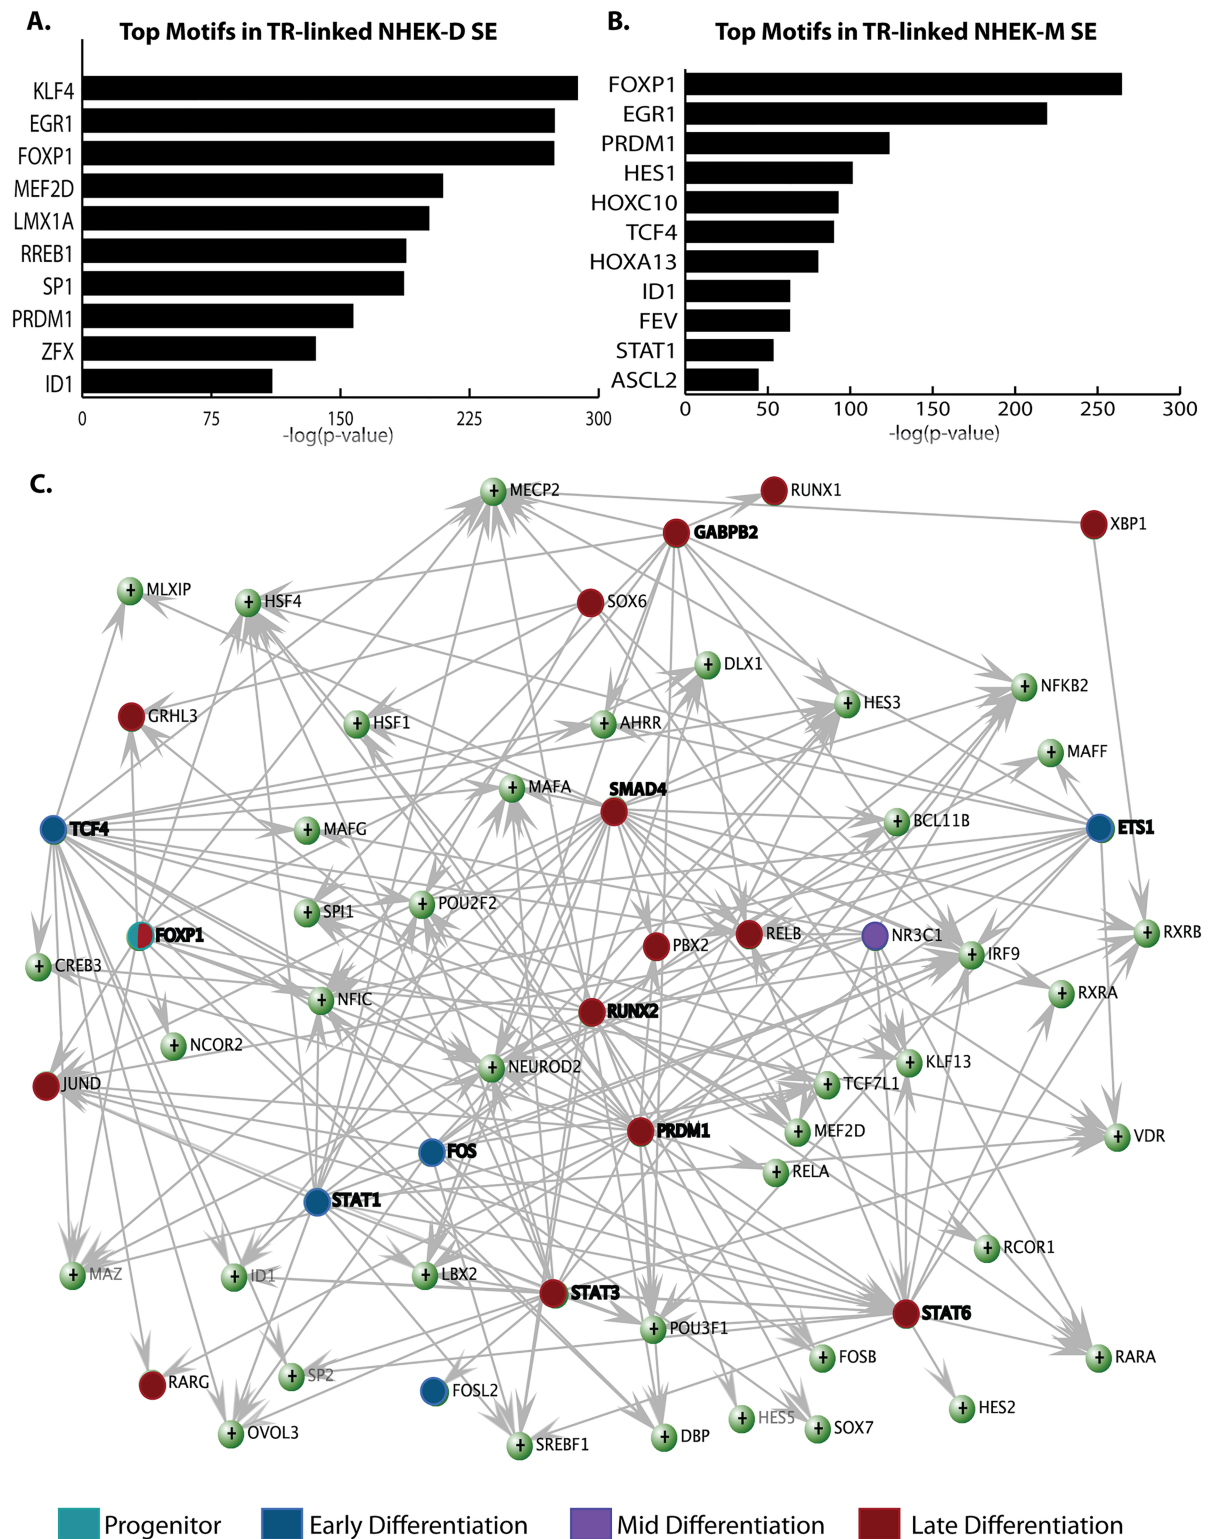 A.
Top Motifs in TR-linked NHEK-D SE
KLF4
EGR1
FOXP1
MEF2D
LMX1A
RREB1
SP1
PRDM1
ZFX
ID1
0 75 150 225 300
-log(p-value)
B.
Top Motifs in TR-linked NHEK-M SE
FOXP1
EGR1
PRDM1
HES1
HOXC10
TCF4
HOXA13
ID1
FEV
STAT1
ASCL2
0 50 100 150 200 250 300
-log(p-value)
C.
MECP2
RUNX1
XBP1
GABPB2
MLXIP
HSF4
SOX6
DLX1
NFKB2
HES3
GRHL3
HSF1
AHRR
MAFF
MAFA
SMAD4
BCL11B
TCF4
MAFG
ETS1
SPI1
POU2F2
FOXP1
PBX2
RELB
NR3C1
RXRB
IRF9
CREB3
NFIC
RXRA
RUNX2
NCOR2
NEUROD2
KLF13
JUND
TCF7L1
PRDM1
MEF2D
VDR
FOS
RELA
STAT1
RCOR1
MAZ
ID1
LBX2
STAT3
STAT6
POU3F1
FOSB
RARA
RARG
SP2
FOSL2
HES2
OVOL3
SREBF1
DBP
HES5
SOX7
Progenitor
Early Differentiation
Mid Differentiation
Late Differentiation